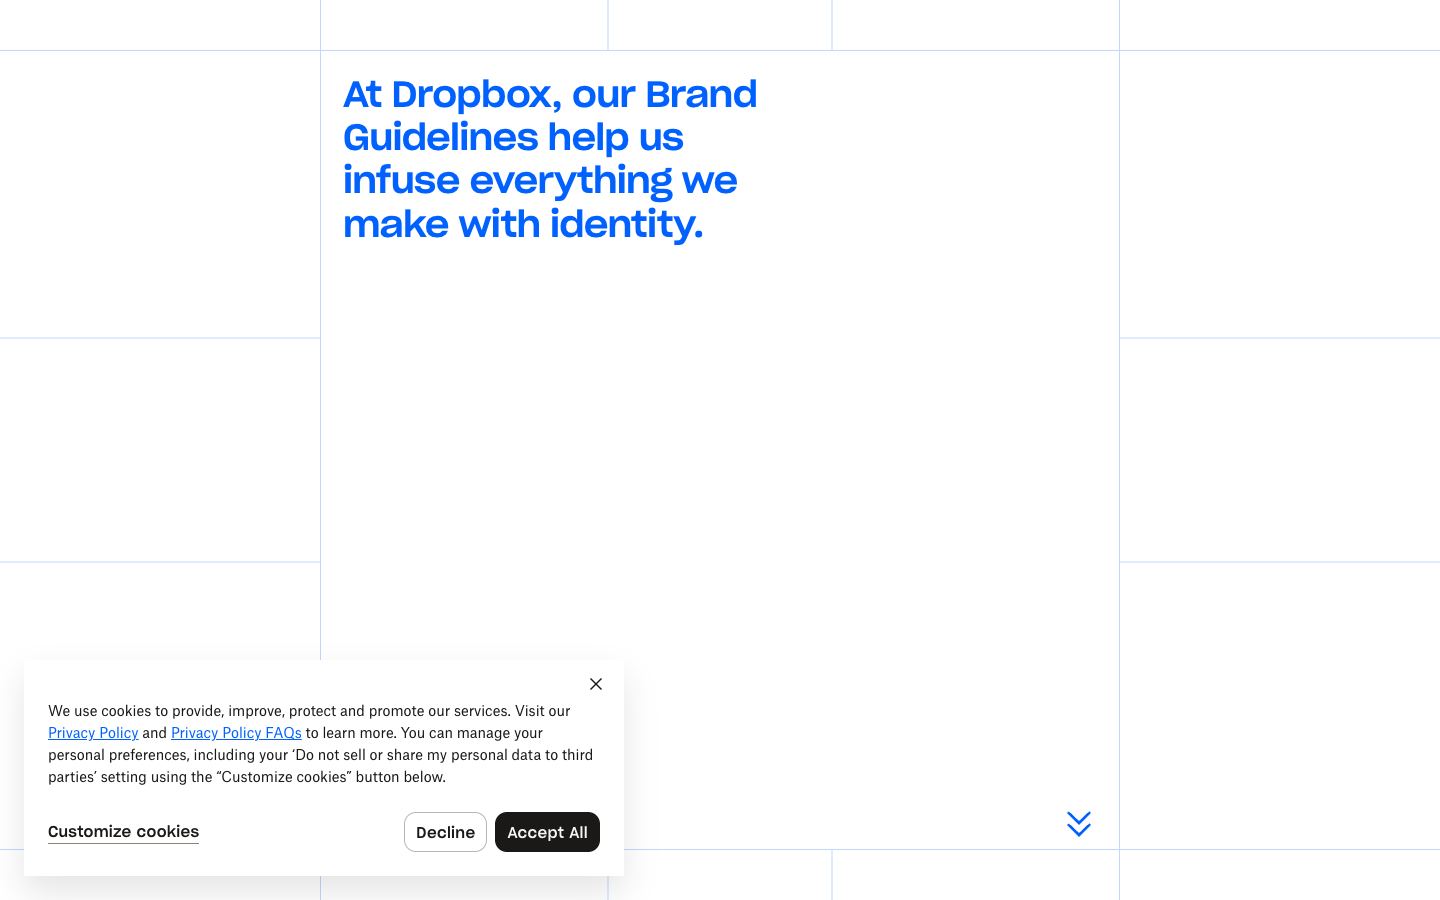 At Dropbox, our Brand
Guidelines help us
infuse everything we
make with identity.
We use cookies to provide, improve, protect and promote our services. Visit our
Privacy Policy and Privacy Policy FAQs to learn more. You can manage your
personal preferences, including your ‘Do not sell or share my personal data to third
parties’ setting using the “Customize cookies” button below.
Customize cookies
Decline
Accept All